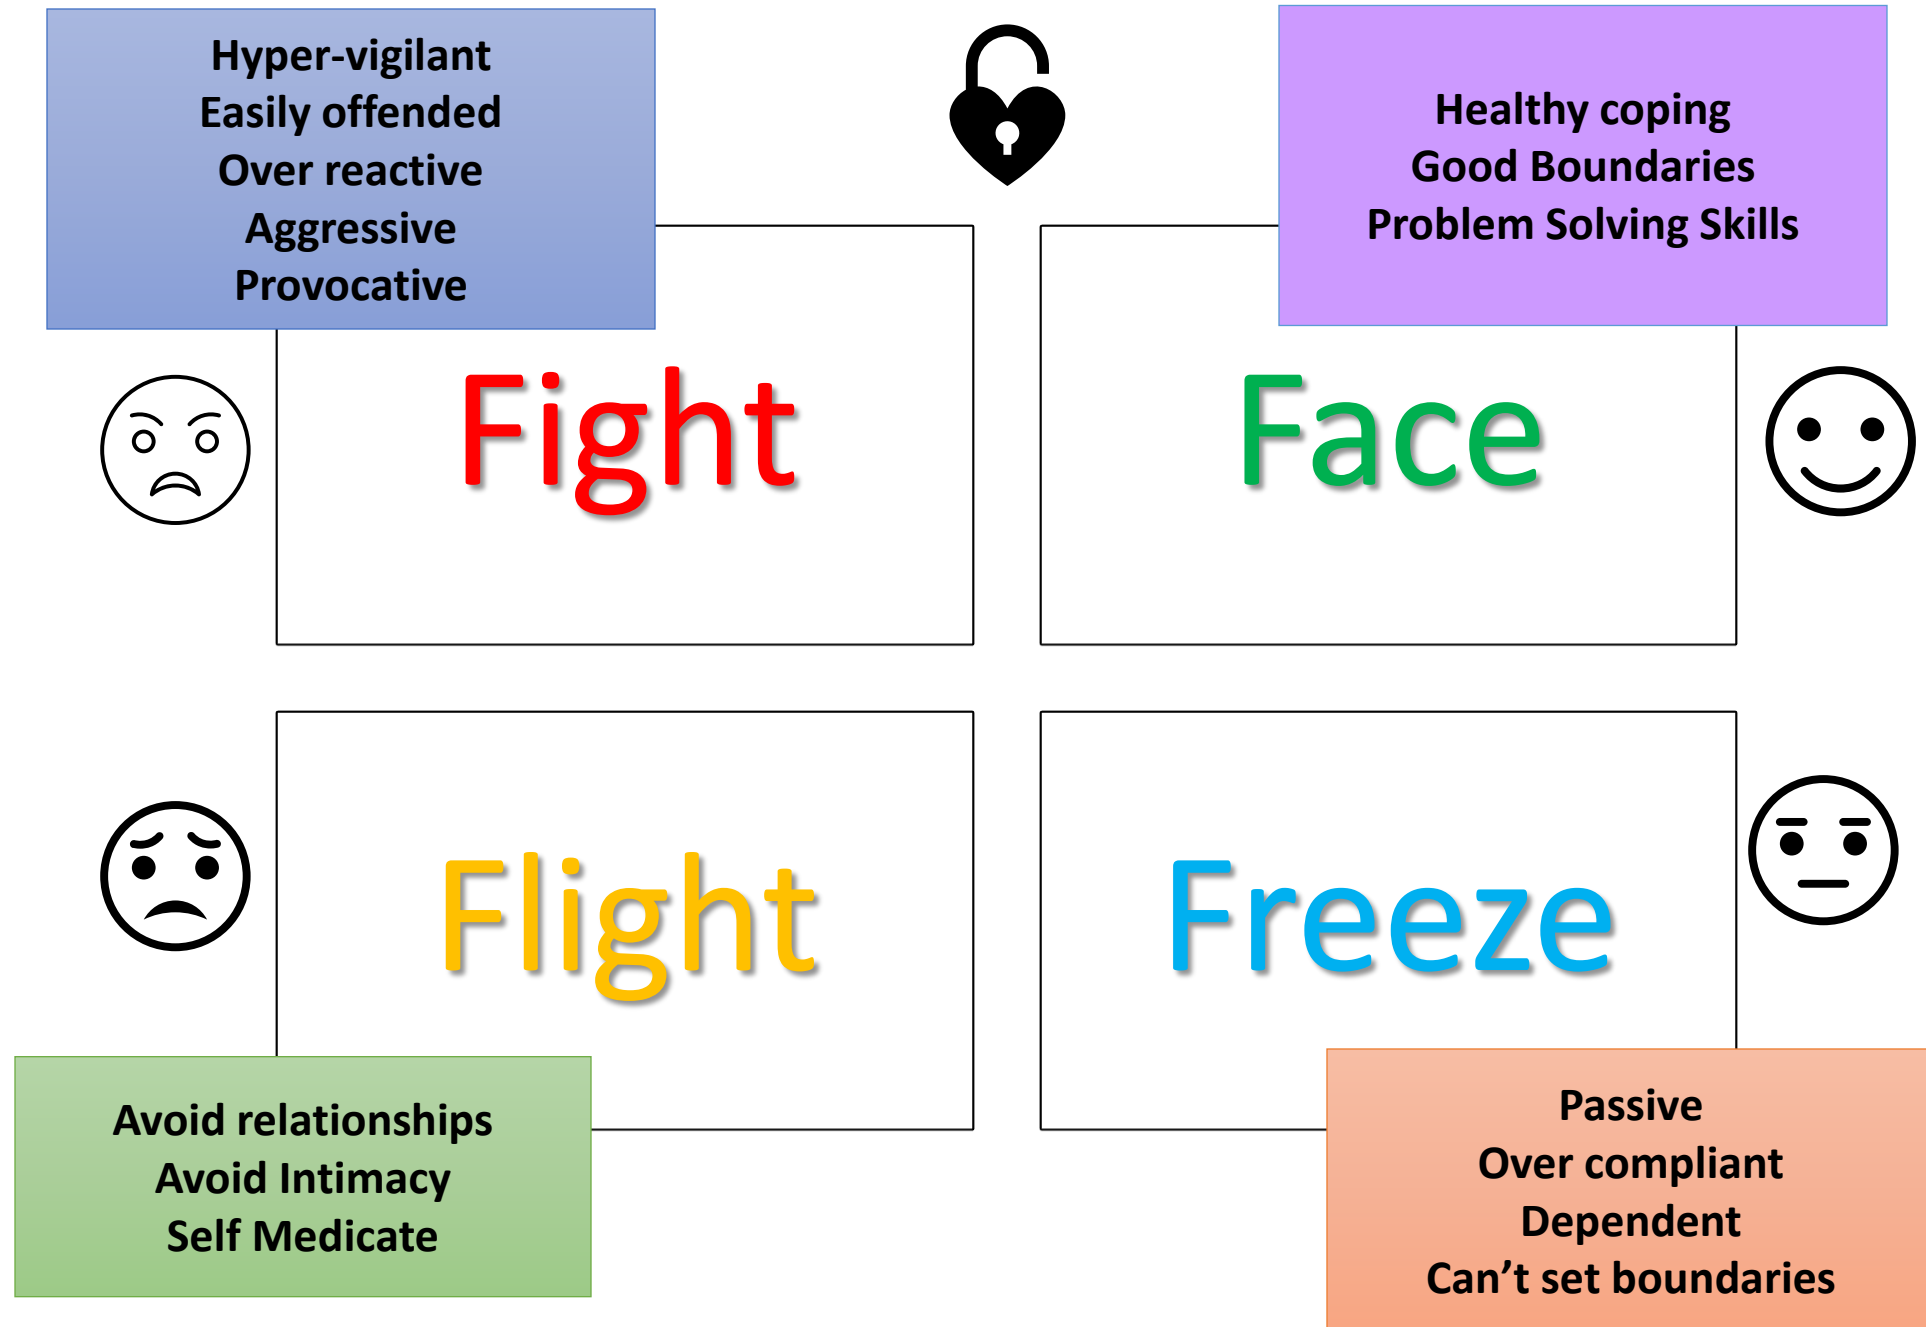 Hyper-vigilant
Easily offended
Over reactive
Aggressive
Provocative
Fight
Healthy coping
Good Boundaries
Problem Solving Skills
Face
Flight
Avoid relationships
Avoid Intimacy
Self Medicate
Freeze
Passive
Over compliant
Dependent
Can’t set boundaries